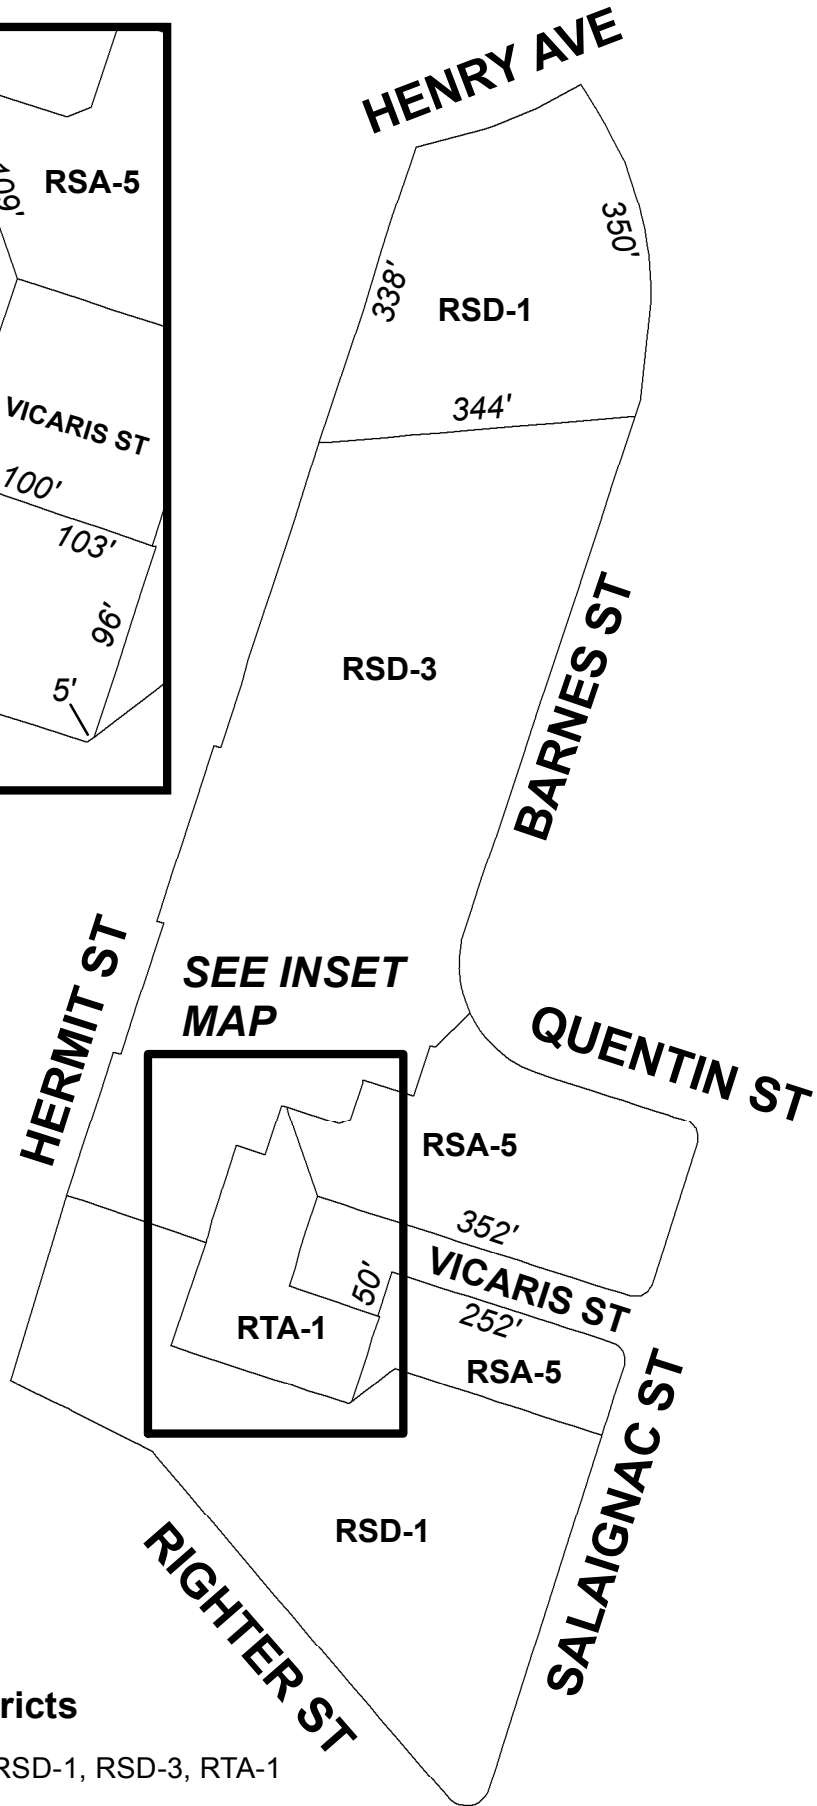 HENRY AVE
RSA-5
109'
350'
338'
RSD-1
344'
VICARIS ST
100'
103'
96'
5'
RSD-3
BARNES ST
HERMIT ST
SEE INSET
MAP
QUENTIN ST
RSA-5
352'
VICARIS ST
50'
252'
RTA-1
RSA-5
SALAIGNAC ST
RSD-1
RIGHTER ST
ricts
RSD-1, RSD-3, RTA-1